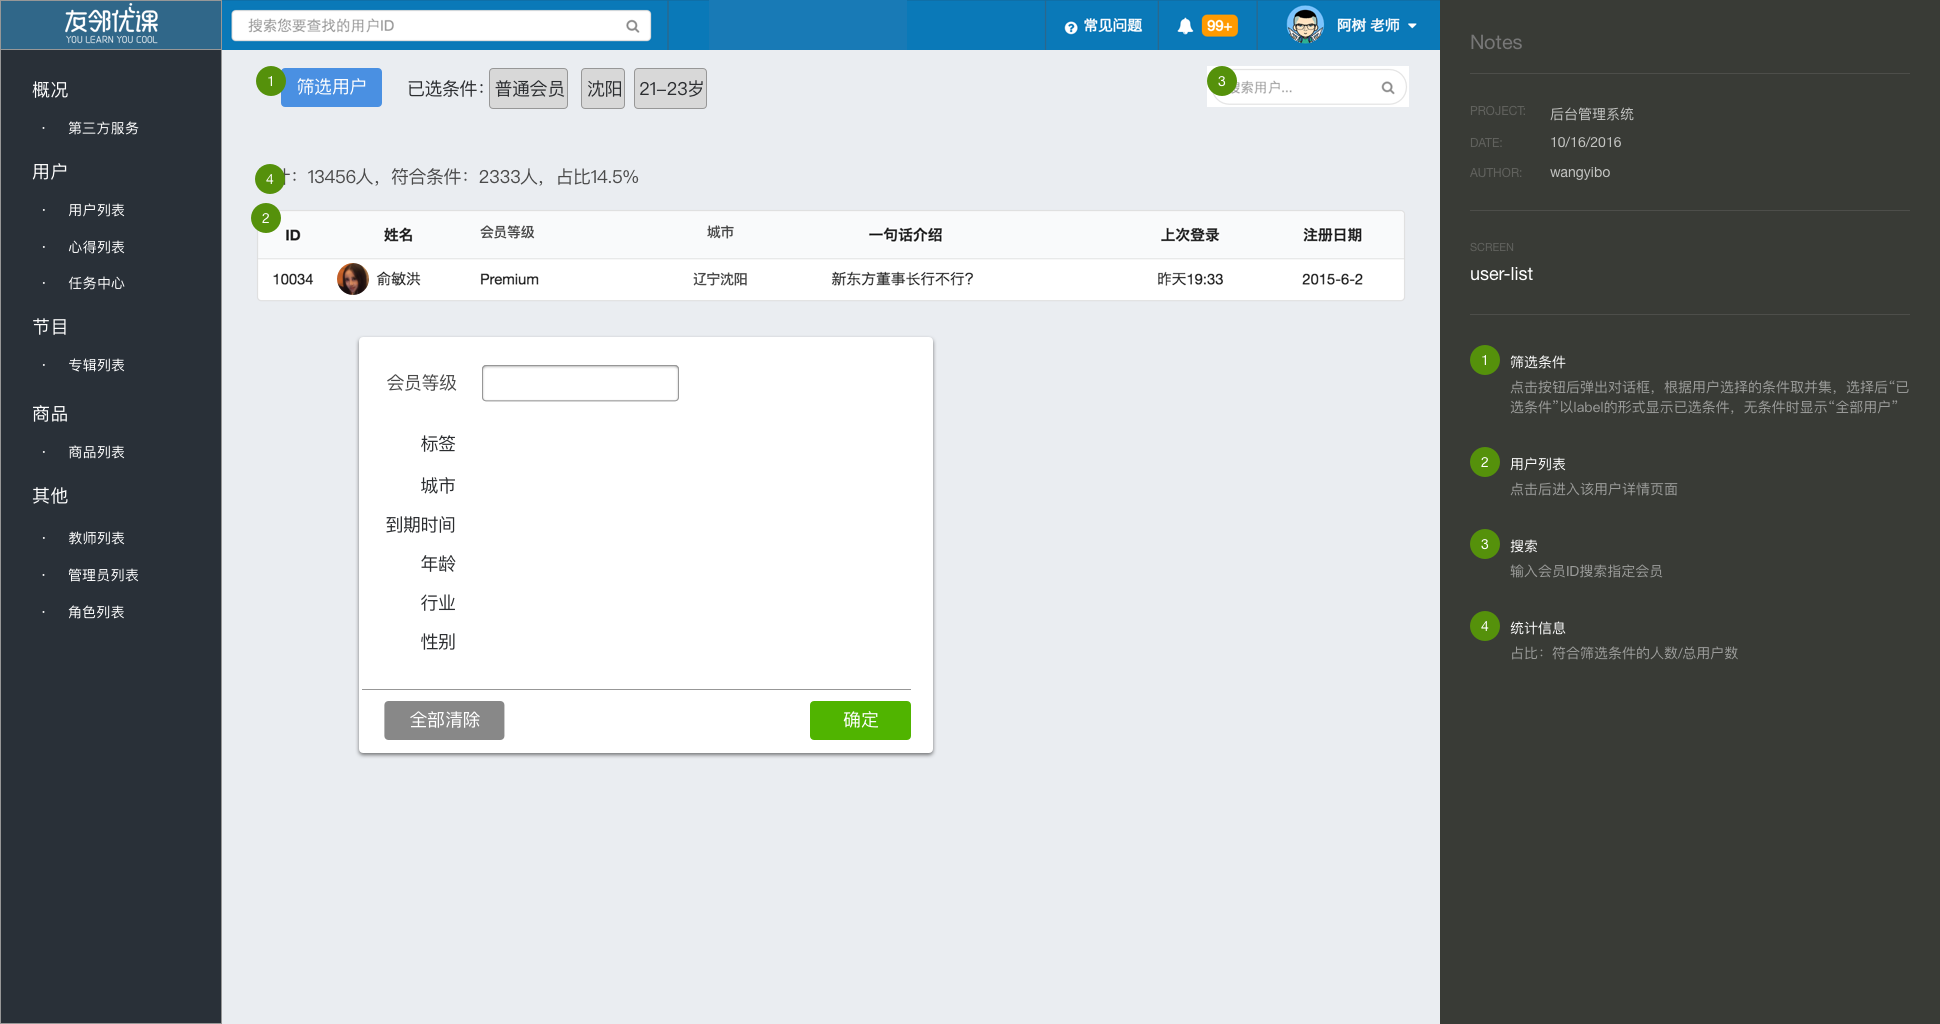 友邻优课
YOU LEARN YOU COOL
搜索您要查找的用户ID
常见问题
99+
阿树 老师
概况
· 第三方服务
用户
· 用户列表
· 心得列表
· 任务中心
节目
· 专辑列表
商品
· 商品列表
其他
· 教师列表
· 管理员列表
· 角色列表
1
筛选用户
已选条件：
普通会员
沈阳
21-23岁
3
搜索用户...
4
计：13456人，符合条件：2333人，占比14.5%
2
ID 姓名 会员等级 城市 一句话介绍 上次登录 注册日期
10034 俞敏洪 Premium 辽宁沈阳 新东方董事长行不行？ 昨天19:33 2015-6-2
会员等级
标签
城市
到期时间
年龄
行业
性别
全部清除
确定
Notes
PROJECT: 后台管理系统
DATE: 10/16/2016
AUTHOR: wangyibo
SCREEN
user-list
1 筛选条件
点击按钮后弹出对话框，根据用户选择的条件取并集，选择后“已
选条件”以label的形式显示已选条件，无条件时显示“全部用户”
2 用户列表
点击后进入该用户详情页面
3 搜索
输入会员ID搜索指定会员
4 统计信息
占比：符合筛选条件的人数/总用户数